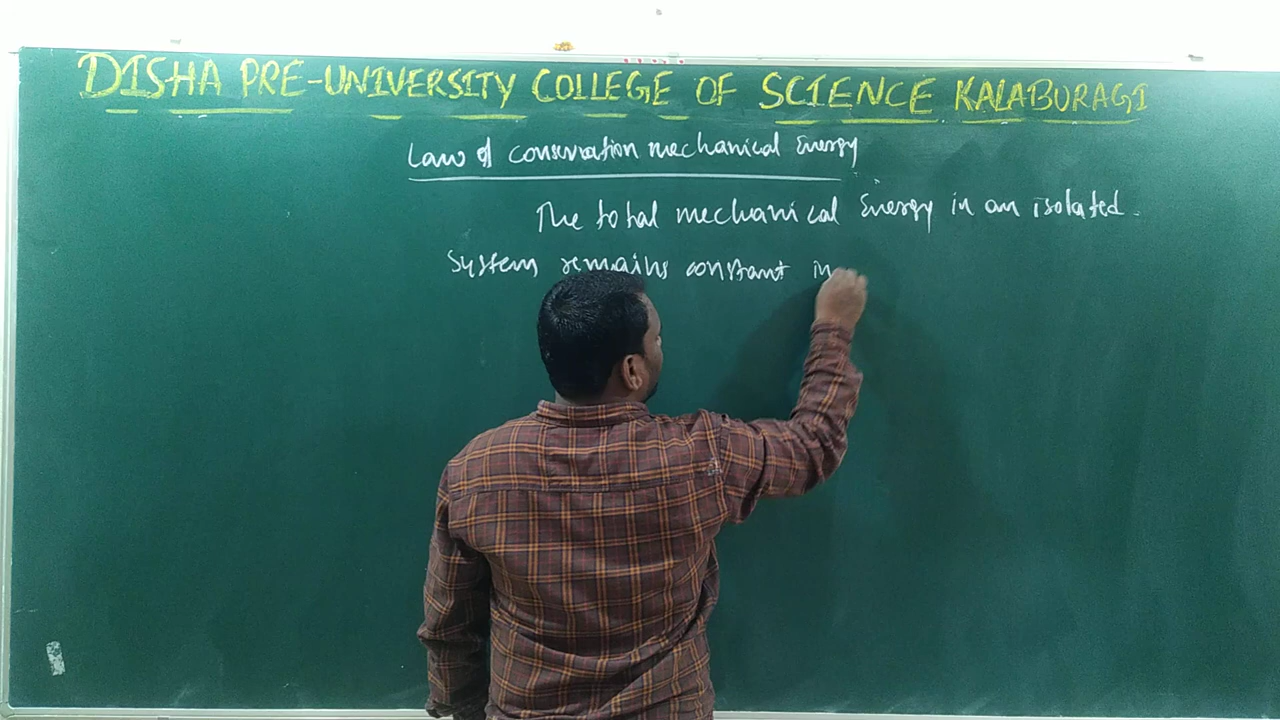 DISHA PRE-UNIVERSITY COLLEGE OF SCIENCE KALABURAGI
Law of conservation mechanical Energy
The total mechanical Energy in an isolated.
System remains constant in